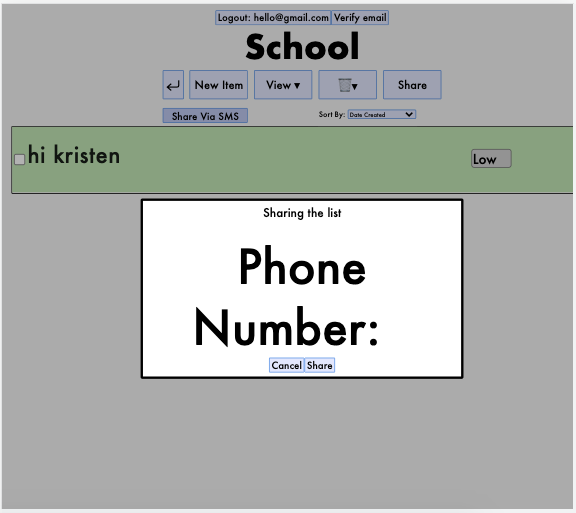 Logout: hello@gmail.com Verify email
School
New Item View ▾ ▾ Share
Share Via SMS Sort By: Date Created
hi kristen Low
Sharing the list
Phone
Number:
Cancel Share